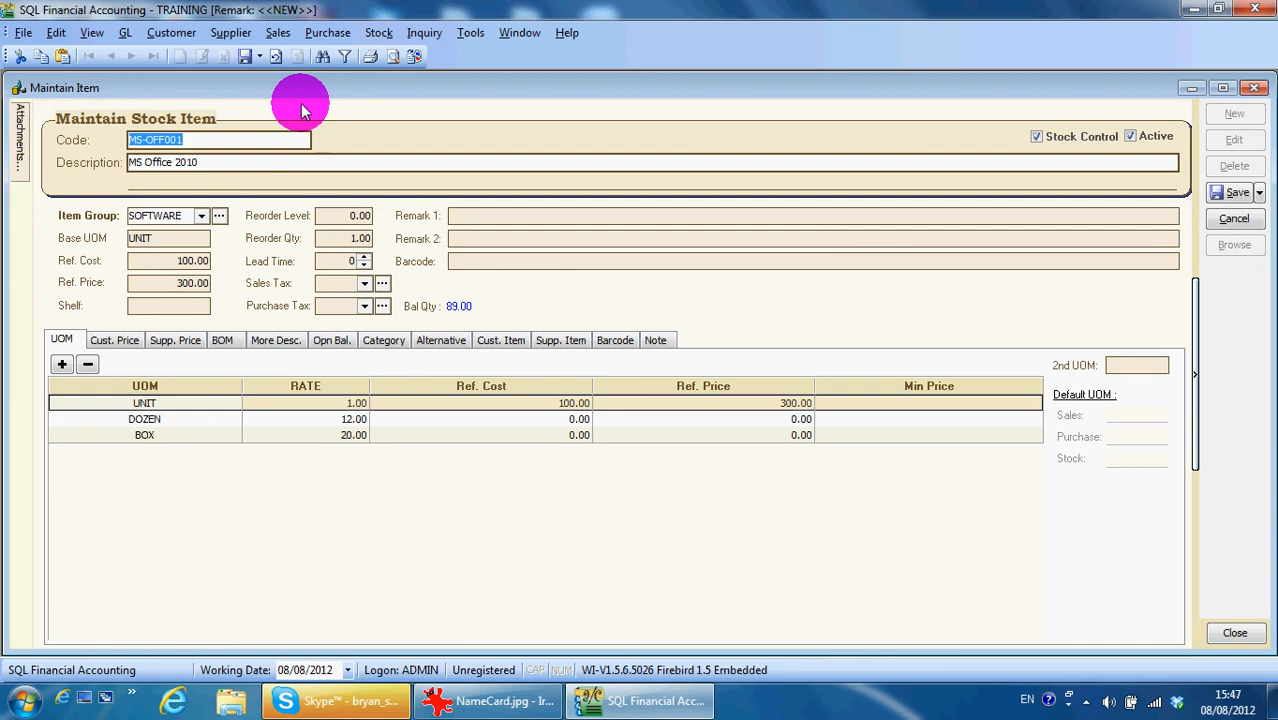 SQL Financial Accounting - TRAINING [Remark: <<NEW>>]
File Edit View GL Customer Supplier Sales Purchase Stock Inquiry Tools Window Help
Maintain Item
Attachments...
Maintain Stock Item
Code: MS-OFF001
Stock Control Active
Description: MS Office 2010
Item Group: SOFTWARE Reorder Level: 0.00 Remark 1:
Base UOM UNIT Reorder Qty: 1.00 Remark 2:
Ref. Cost: 100.00 Lead Time: 0 Barcode:
Ref. Price: 300.00 Sales Tax:
Shelf: Purchase Tax: Bal Qty : 89.00
UOM Cust. Price Supp. Price BOM More Desc. Opn Bal. Category Alternative Cust. Item Supp. Item Barcode Note
UOM RATE Ref. Cost Ref. Price Min Price
UNIT 1.00 100.00 300.00
DOZEN 12.00 0.00 0.00
BOX 20.00 0.00 0.00
2nd UOM:
Default UOM :
Sales:
Purchase:
Stock:
New
Edit
Delete
Save
Cancel
Browse
Close
SQL Financial Accounting Working Date: 08/08/2012 Logon: ADMIN Unregistered CAP NUM WI-V1.5.6.5026 Firebird 1.5 Embedded
Skype™ - bryan_s... NameCard.jpg - Ir... SQL Financial Acc... EN 15:47
08/08/2012